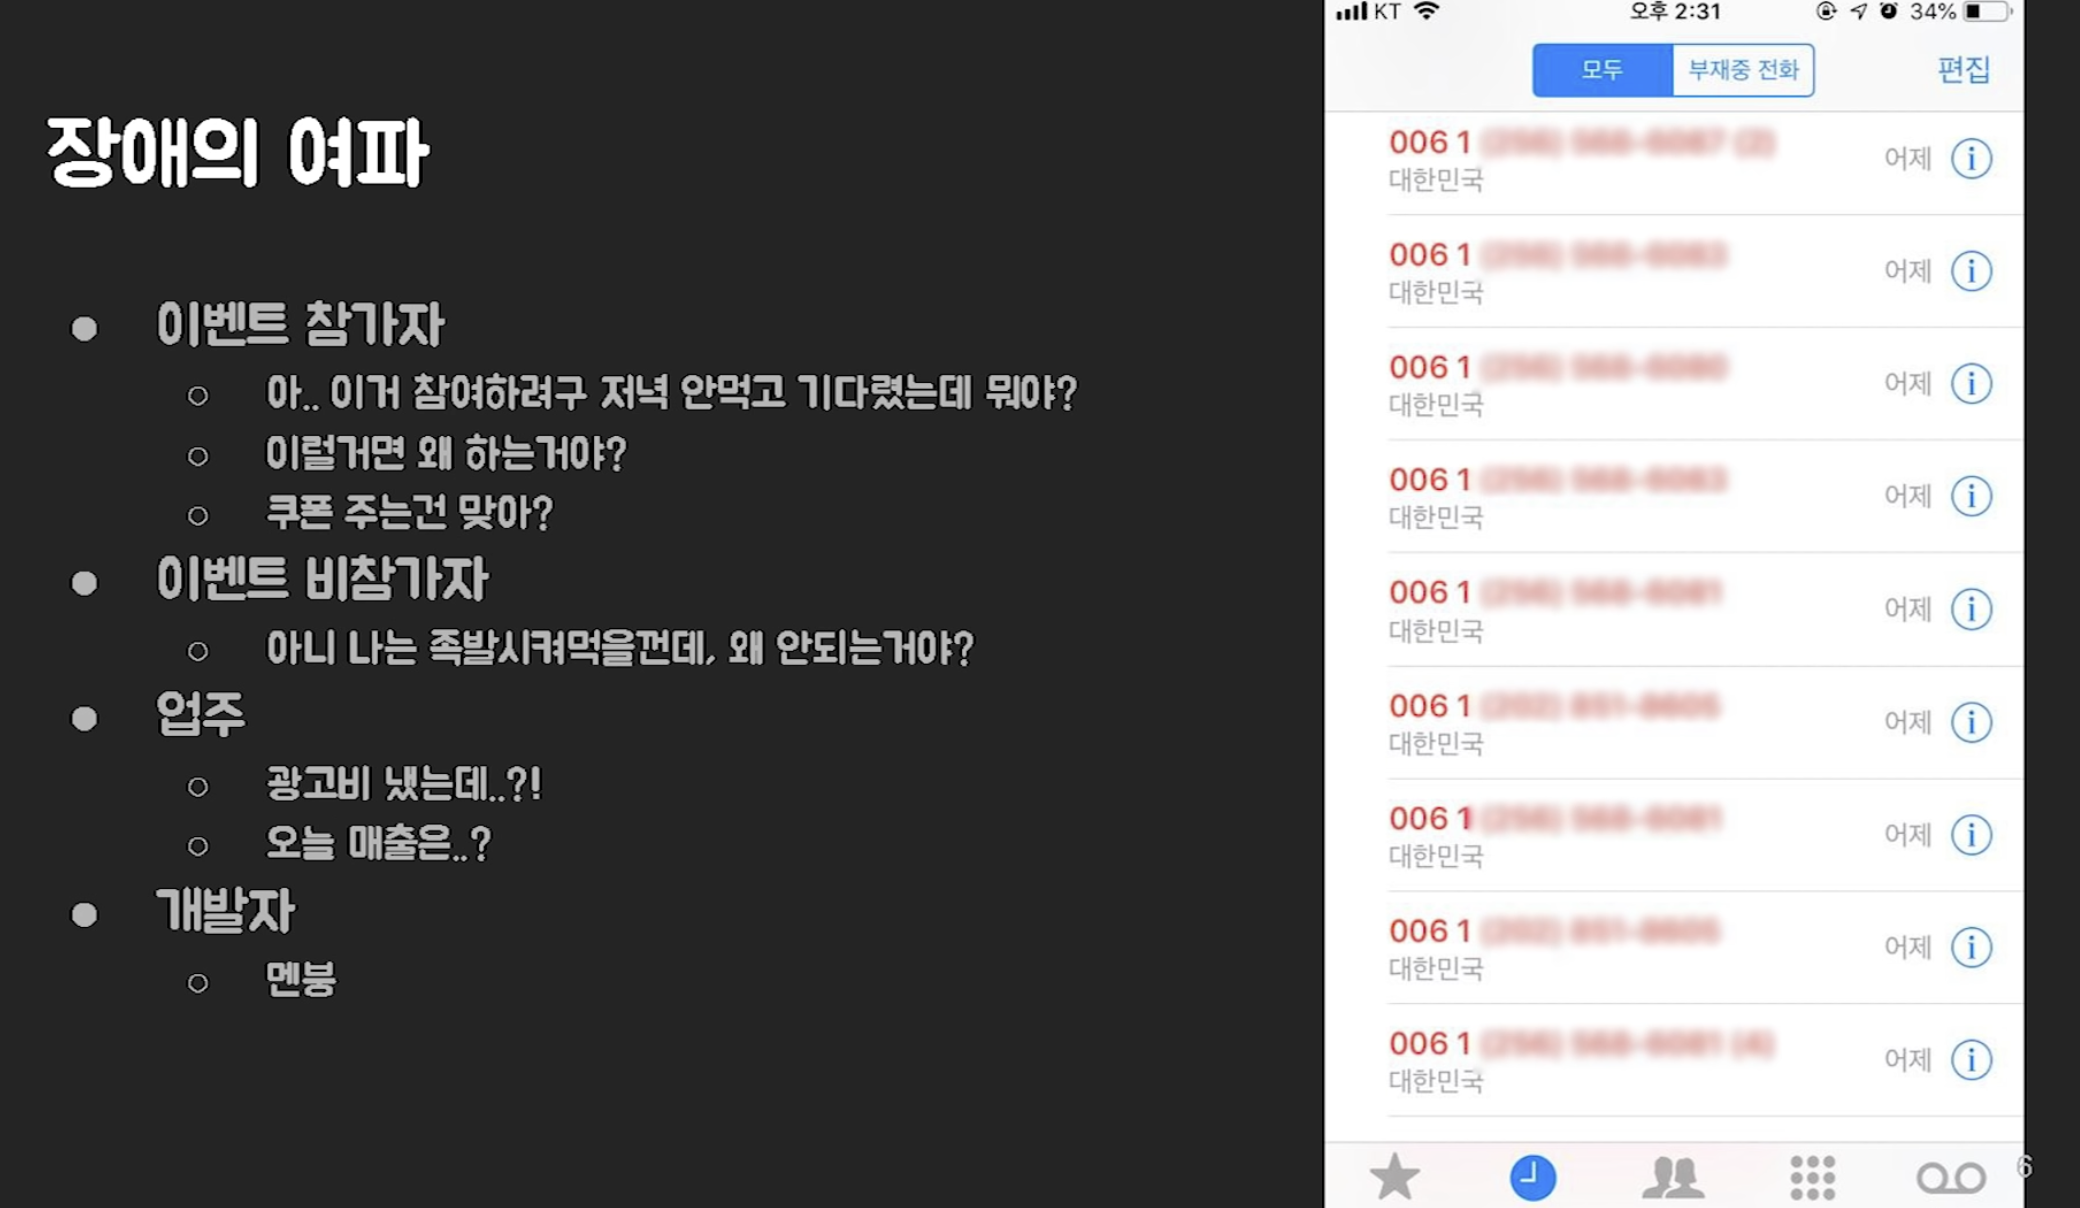 장애의 여파
● 이벤트 참가자
○ 아.. 이거 참여하려구 저녁 안먹고 기다렸는데 뭐야?
○ 이럴거면 왜 하는거야?
○ 쿠폰 주는건 맞아?
● 이벤트 비참가자
○ 아니 나는 족발시켜먹을껀데, 왜 안되는거야?
● 업주
○ 광고비 냈는데..?!
○ 오늘 매출은..?
● 개발자
○ 멘붕
KT 오후 2:31 34%
모두 부재중 전화 편집
006 1 어제
대한민국
006 1 어제
대한민국
006 1 어제
대한민국
006 1 어제
대한민국
006 1 어제
대한민국
006 1 어제
대한민국
006 1 어제
대한민국
006 1 어제
대한민국
006 1 어제
대한민국
6